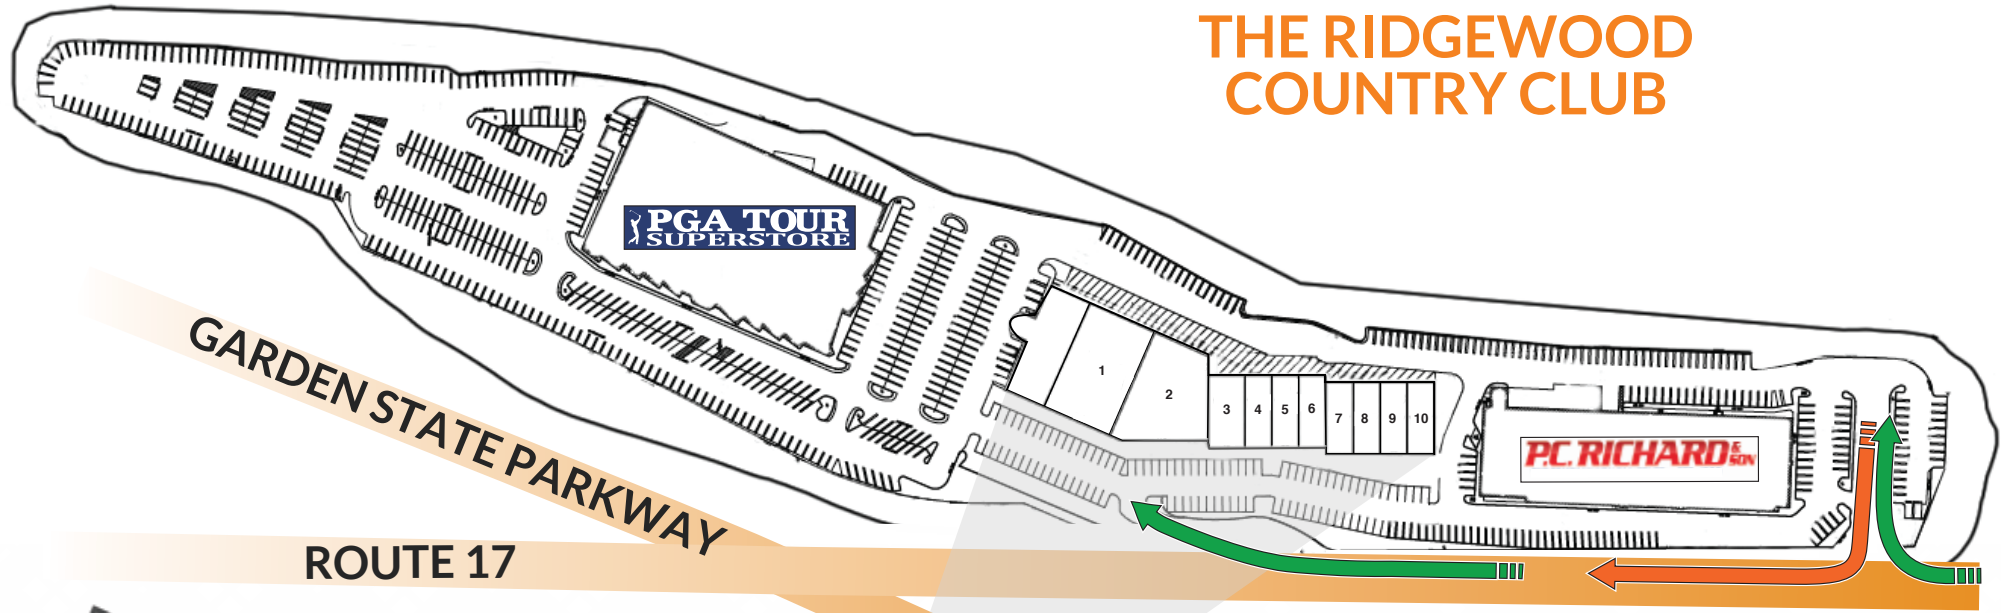 THE RIDGEWOOD
COUNTRY CLUB
PGA TOUR
SUPERSTORE
1
2
3 4 5 6 7 8 9 10
P.C. RICHARD & SON
GARDEN STATE PARKWAY
ROUTE 17